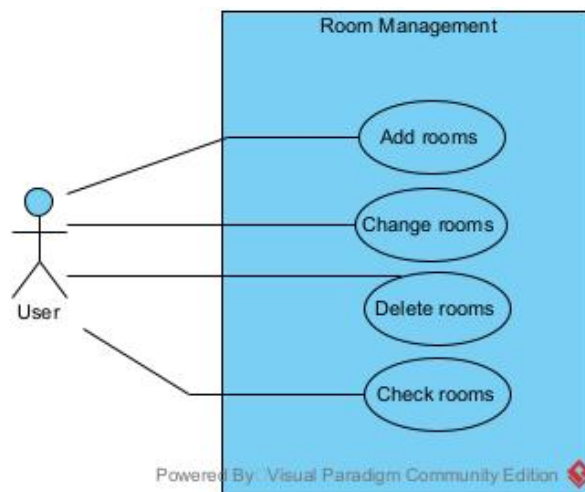 Room Management
Add rooms
Change rooms
Delete rooms
User
Check rooms
Powered By: Visual Paradigm Community Edition